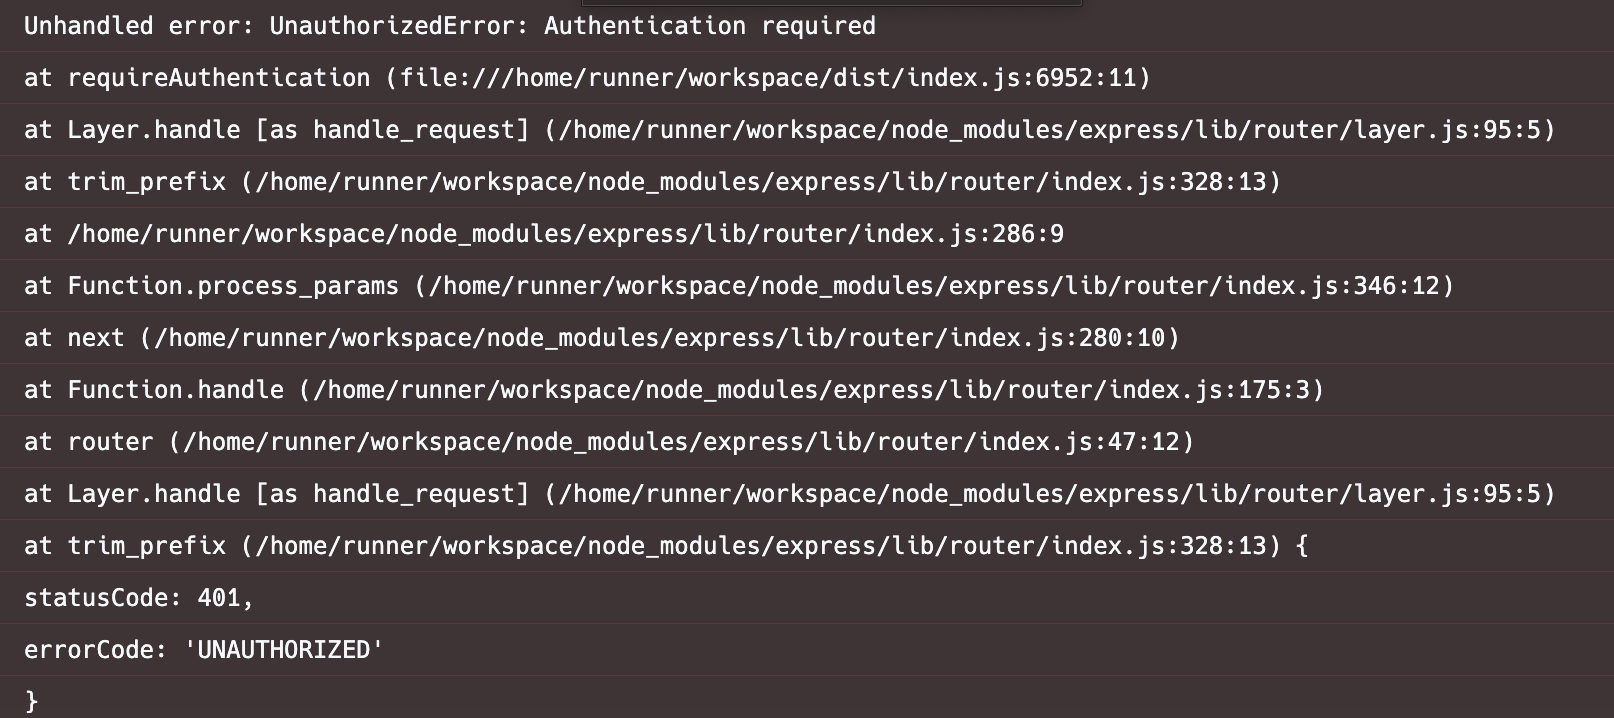 Unhandled error: UnauthorizedError: Authentication required
at requireAuthentication (file:///home/runner/workspace/dist/index.js:6952:11)
at Layer.handle [as handle_request] (/home/runner/workspace/node_modules/express/lib/router/layer.js:95:5)
at trim_prefix (/home/runner/workspace/node_modules/express/lib/router/index.js:328:13)
at /home/runner/workspace/node_modules/express/lib/router/index.js:286:9
at Function.process_params (/home/runner/workspace/node_modules/express/lib/router/index.js:346:12)
at next (/home/runner/workspace/node_modules/express/lib/router/index.js:280:10)
at Function.handle (/home/runner/workspace/node_modules/express/lib/router/index.js:175:3)
at router (/home/runner/workspace/node_modules/express/lib/router/index.js:47:12)
at Layer.handle [as handle_request] (/home/runner/workspace/node_modules/express/lib/router/layer.js:95:5)
at trim_prefix (/home/runner/workspace/node_modules/express/lib/router/index.js:328:13) {
statusCode: 401,
errorCode: 'UNAUTHORIZED'
}